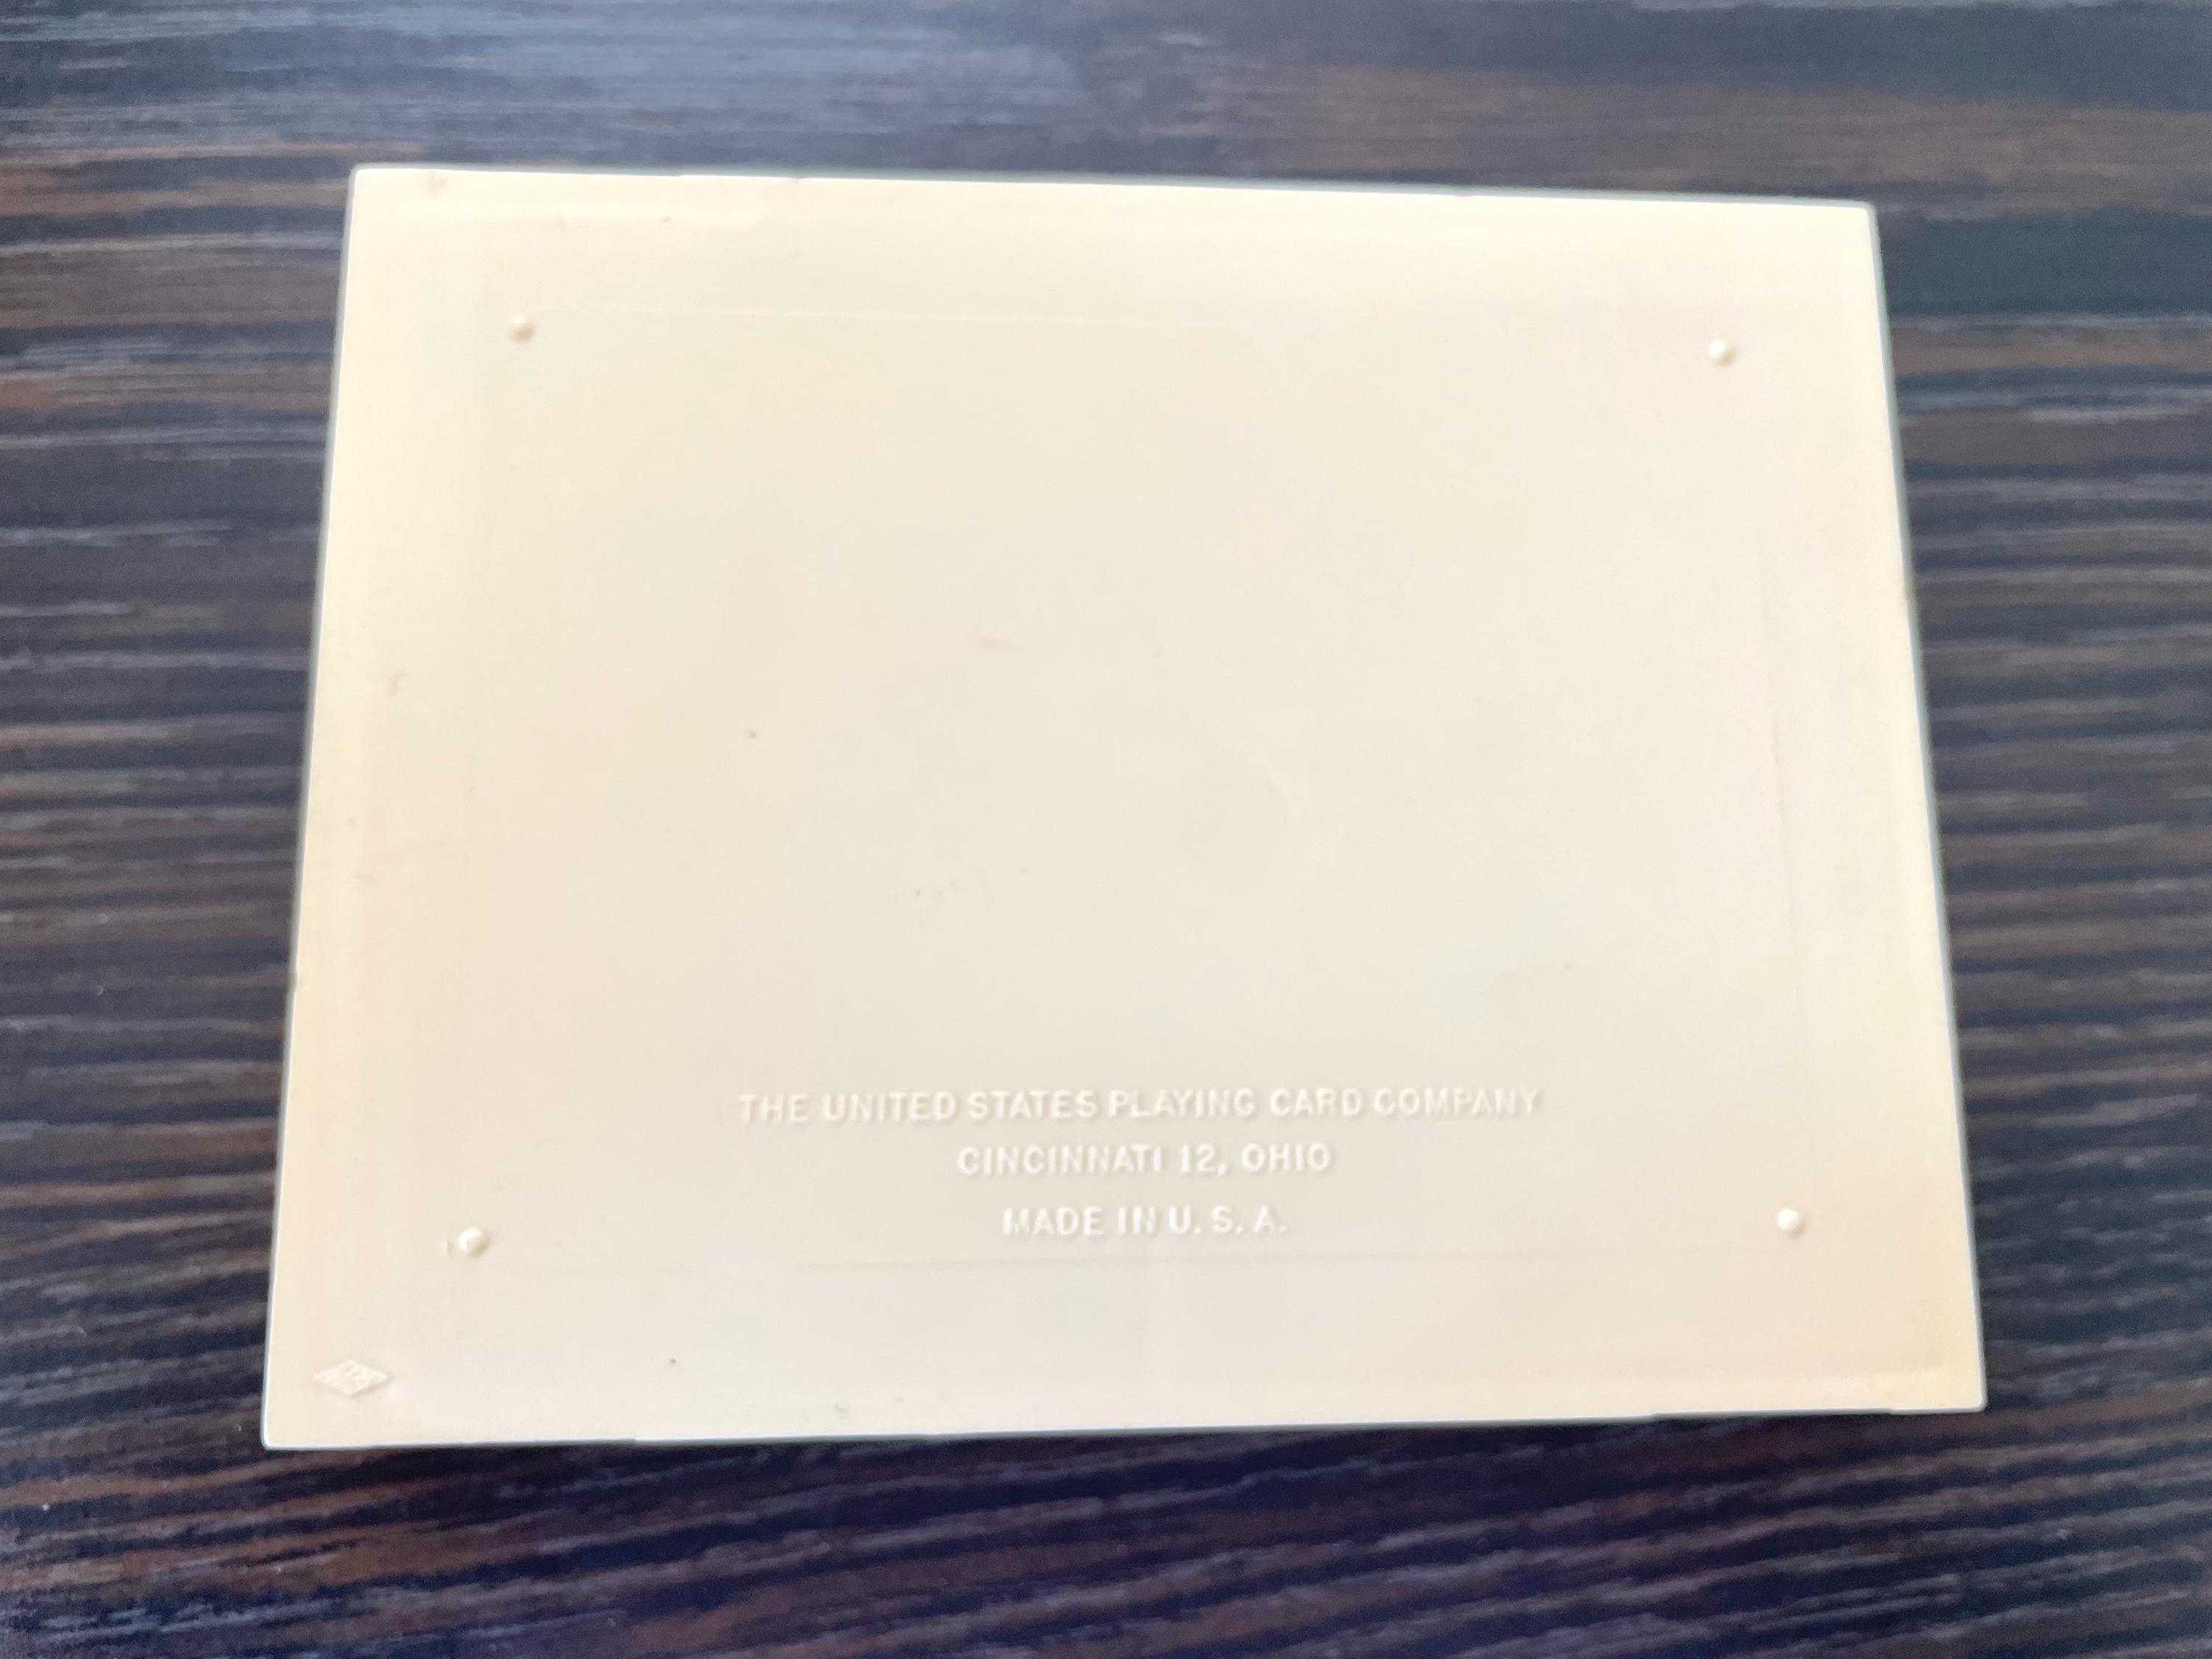 THE UNITED STATES PLAYING CARD COMPANY
CINCINNATI 12, OHIO
MADE IN U. S. A.